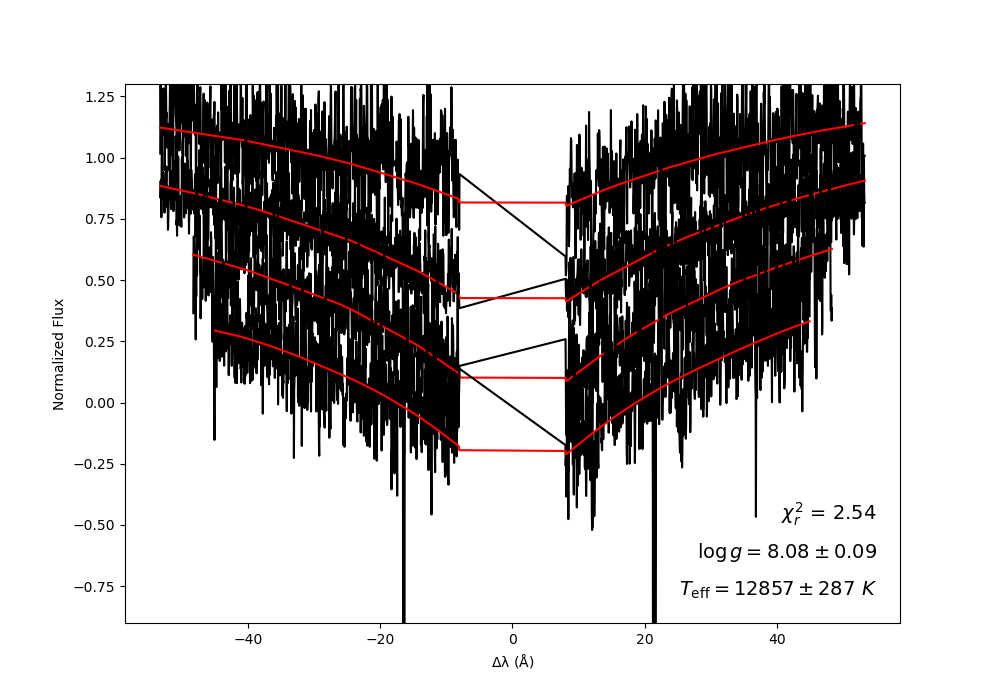 1.25
1.00
0.75
0.50
0.25
0.00
−0.25
−0.50
−0.75
Normalized Flux
χ²ᵣ = 2.54
log g = 8.08 ± 0.09
T_eff = 12857 ± 287 K
−40 −20 0 20 40
Δλ (Å)